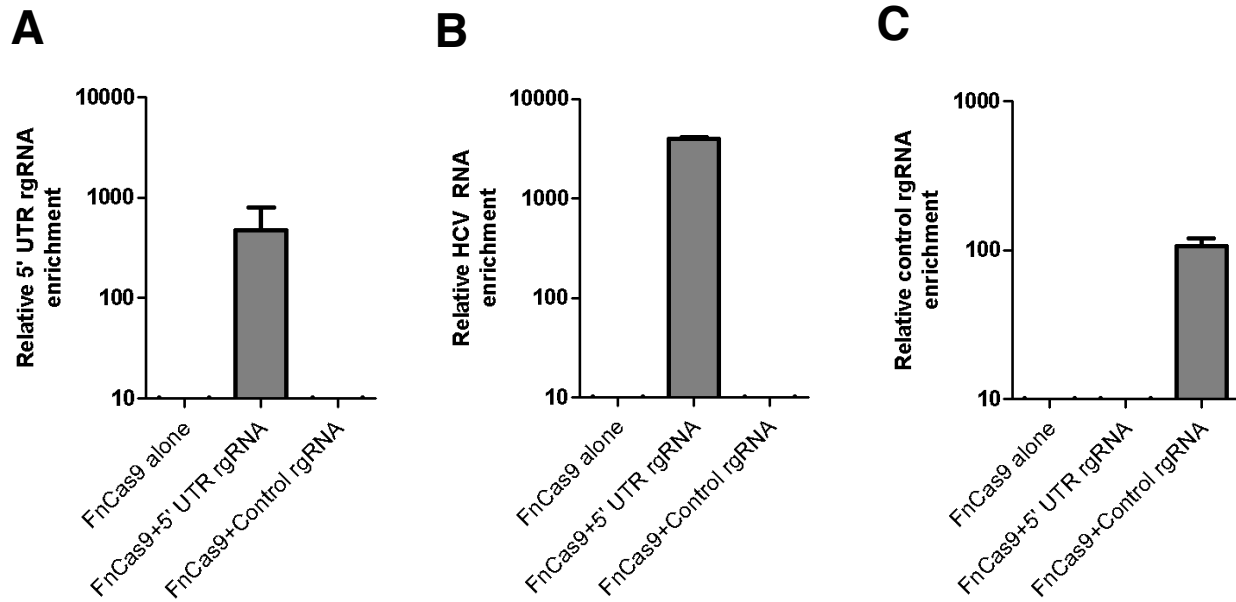 A
Relative 5' UTR rgRNA
enrichment
10000
1000
100
10
FnCas9 alone
FnCas9+5' UTR rgRNA
FnCas9+Control rgRNA
B
Relative HCV RNA
enrichment
10000
1000
100
10
FnCas9 alone
FnCas9+5' UTR rgRNA
FnCas9+Control rgRNA
C
Relative control rgRNA
enrichment
1000
100
10
FnCas9 alone
FnCas9+5' UTR rgRNA
FnCas9+Control rgRNA